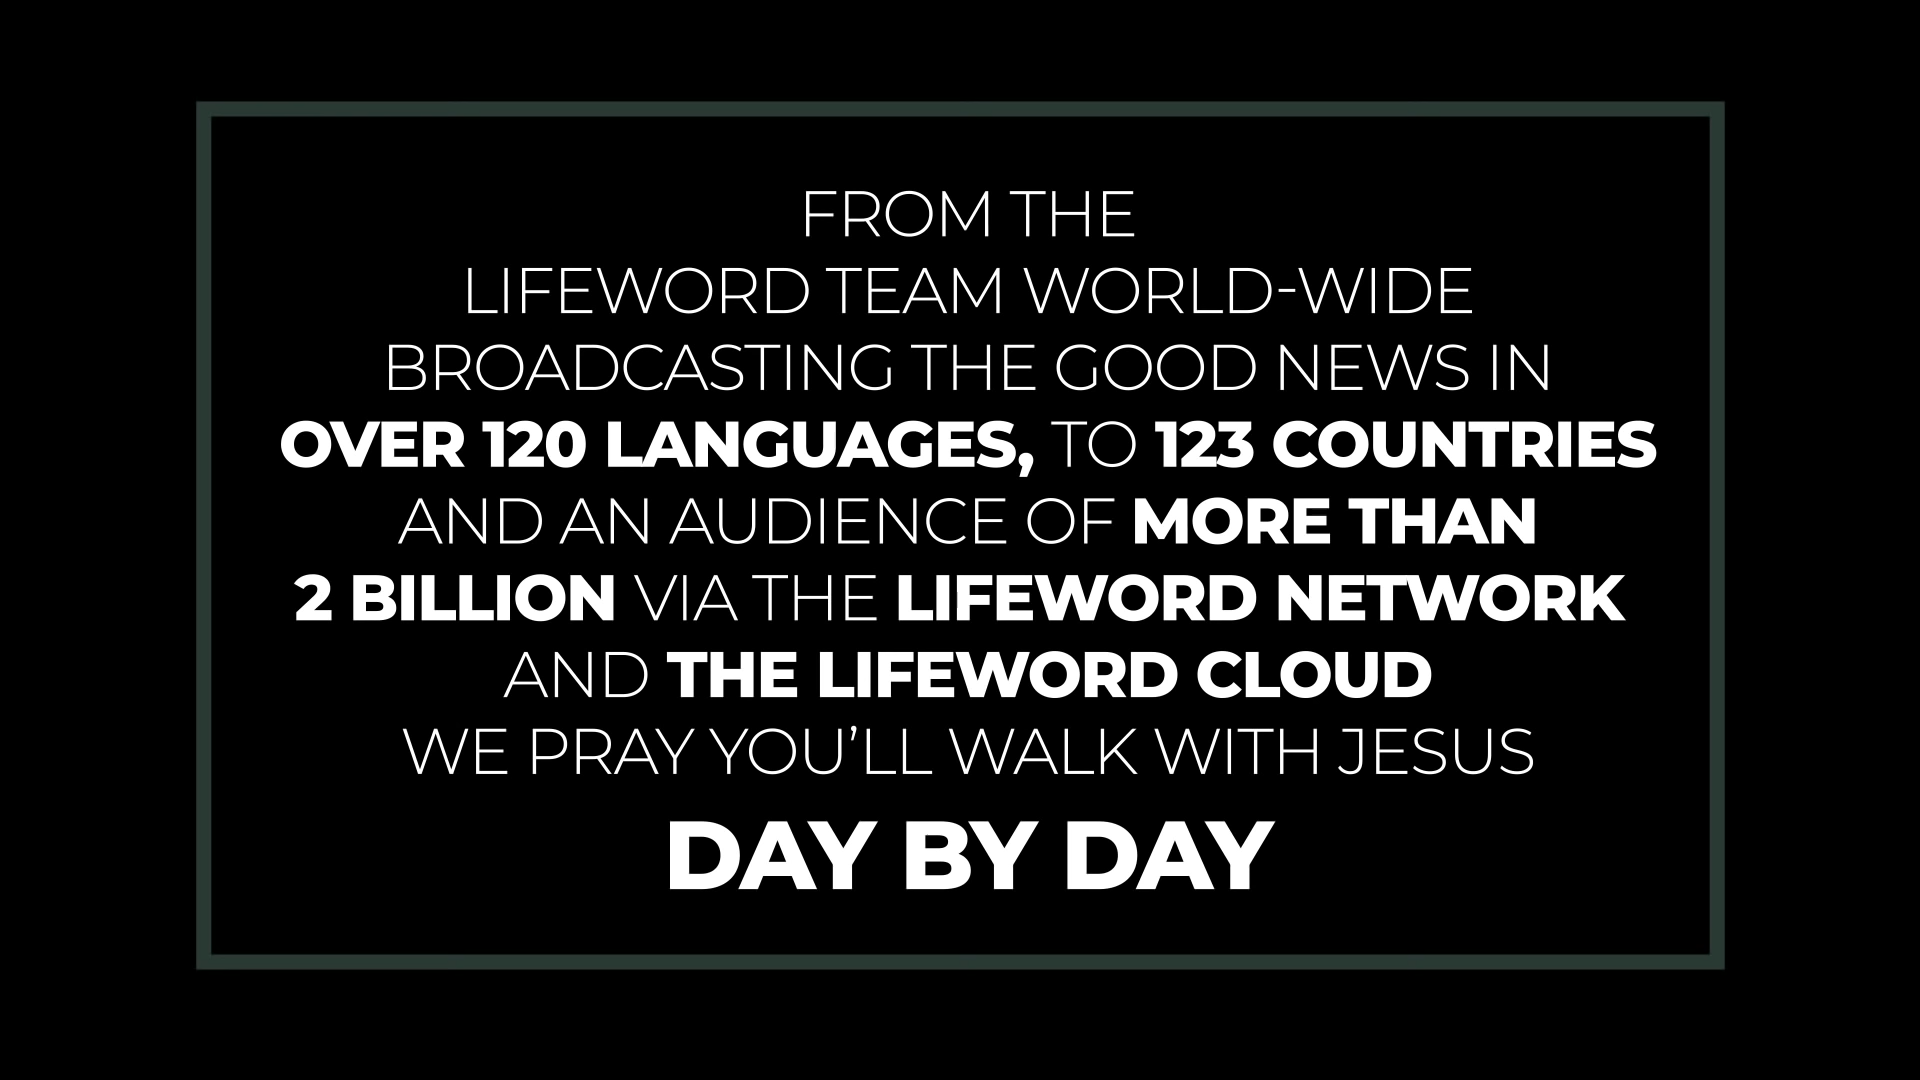 FROM THE
LIFEWORD TEAM WORLD-WIDE
BROADCASTING THE GOOD NEWS IN
OVER 120 LANGUAGES, TO 123 COUNTRIES
AND AN AUDIENCE OF MORE THAN
2 BILLION VIA THE LIFEWORD NETWORK
AND THE LIFEWORD CLOUD
WE PRAY YOU’LL WALK WITH JESUS
DAY BY DAY